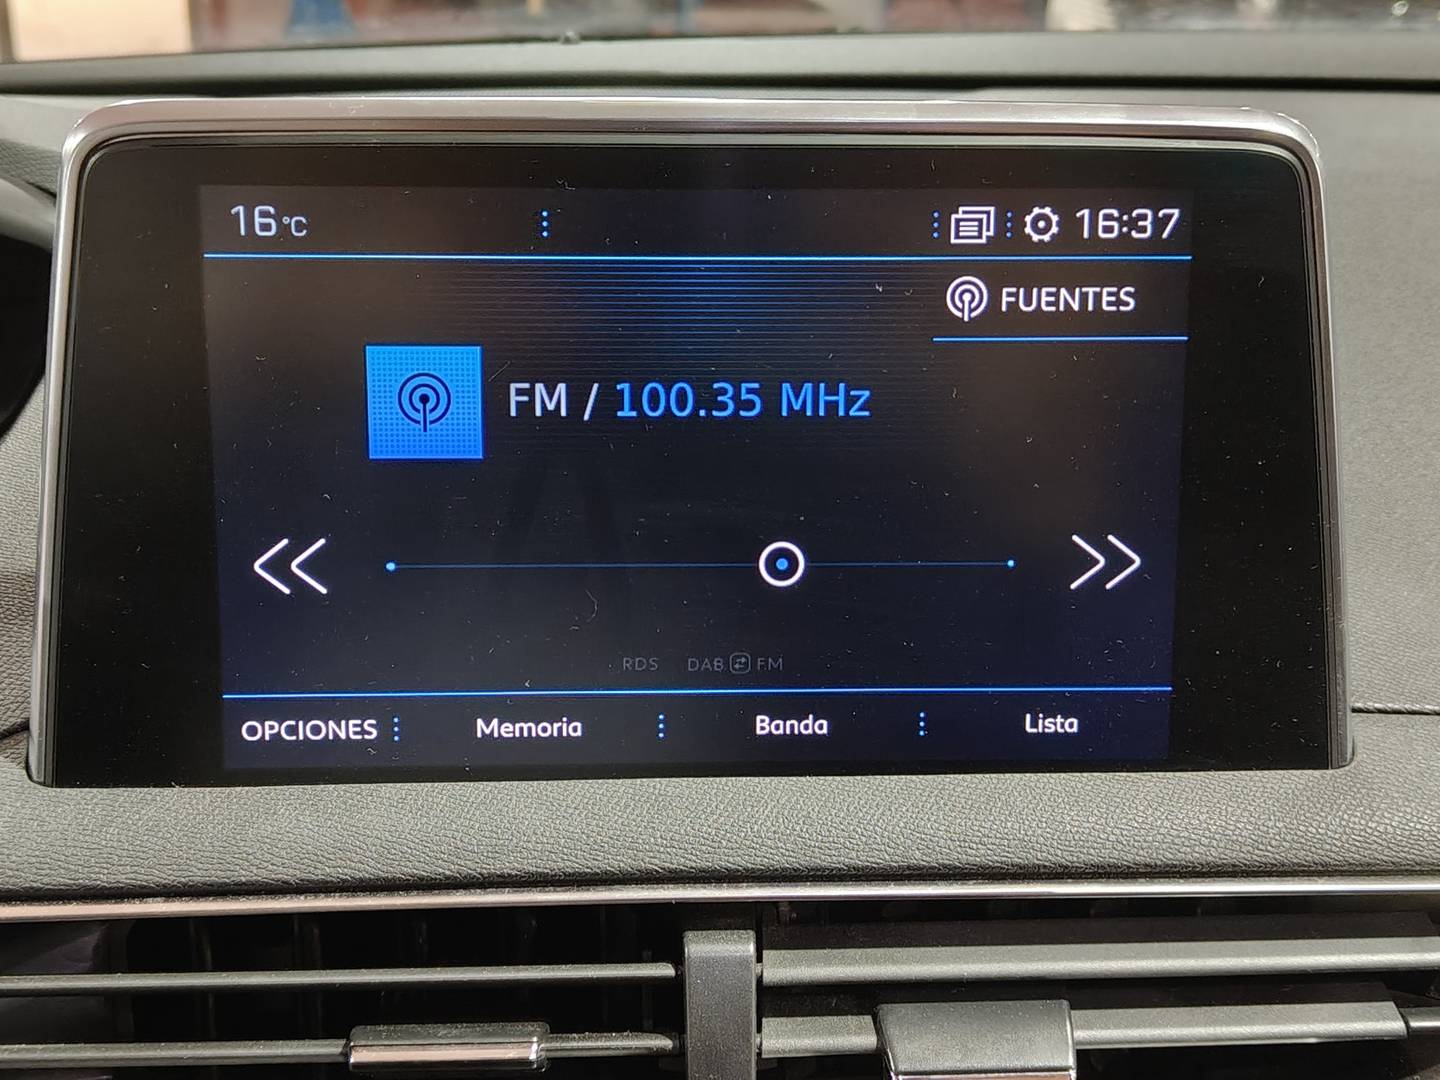 16°C
16:37
FUENTES
FM / 100.35 MHz
RDS DAB FM
OPCIONES Memoria Banda Lista